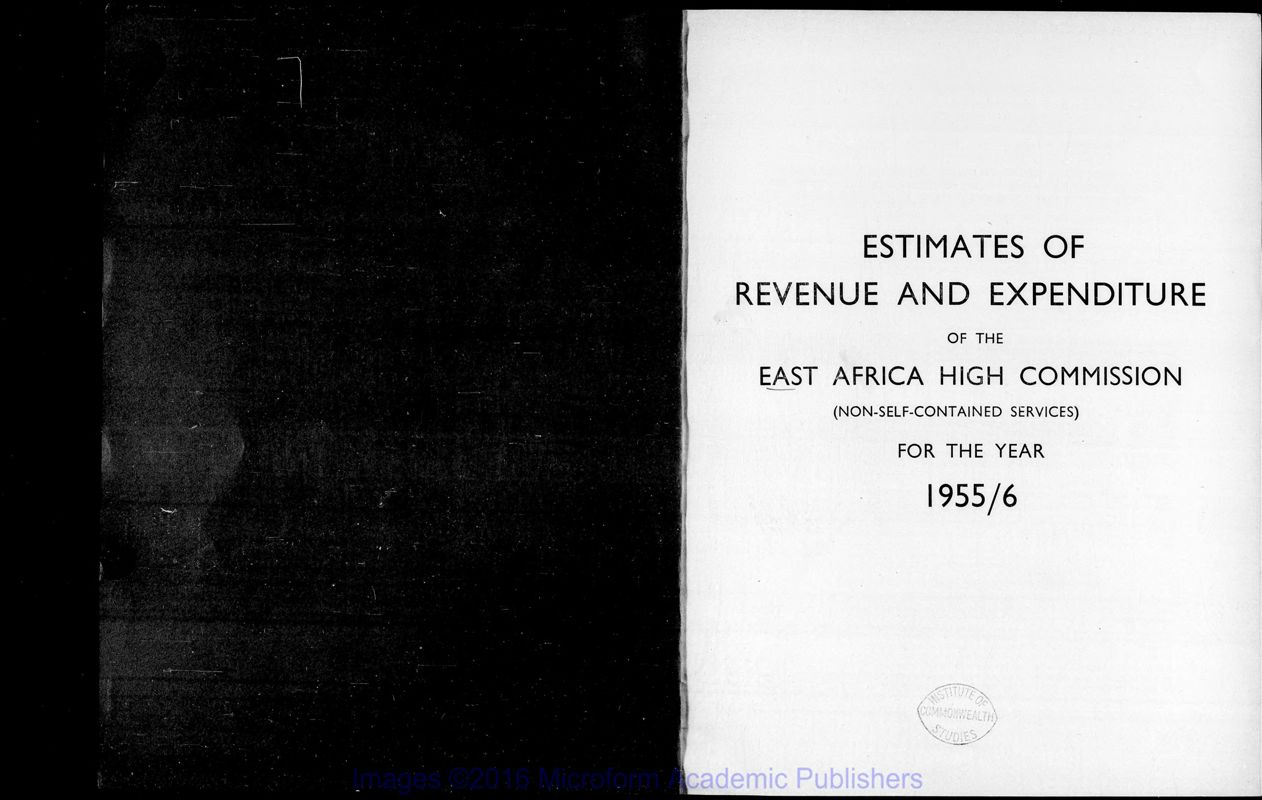 ESTIMATES OF
REVENUE AND EXPENDITURE
OF THE
EAST AFRICA HIGH COMMISSION
(NON-SELF-CONTAINED SERVICES)
FOR THE YEAR
1955/6
INSTITUTE OF
COMMONWEALTH
STUDIES
Images ©2016 Microform Academic Publishers